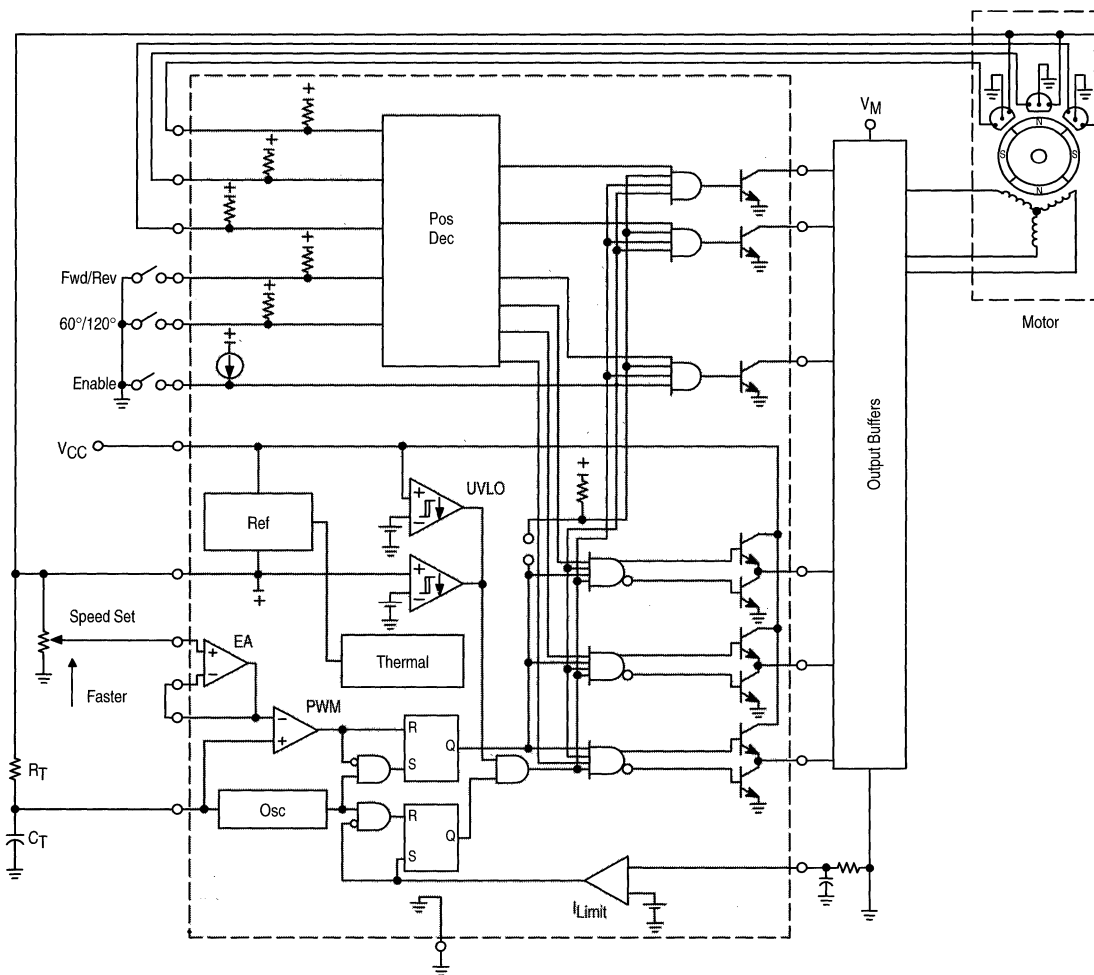 V_M
N
S
S
N
Motor
Pos
Dec
Fwd/Rev
60°/120°
Enable
V_CC
Output Buffers
UVLO
Ref
Speed Set
EA
Thermal
Faster
PWM
R
Q
S
R_T
Osc
R
Q
S
C_T
I_Limit